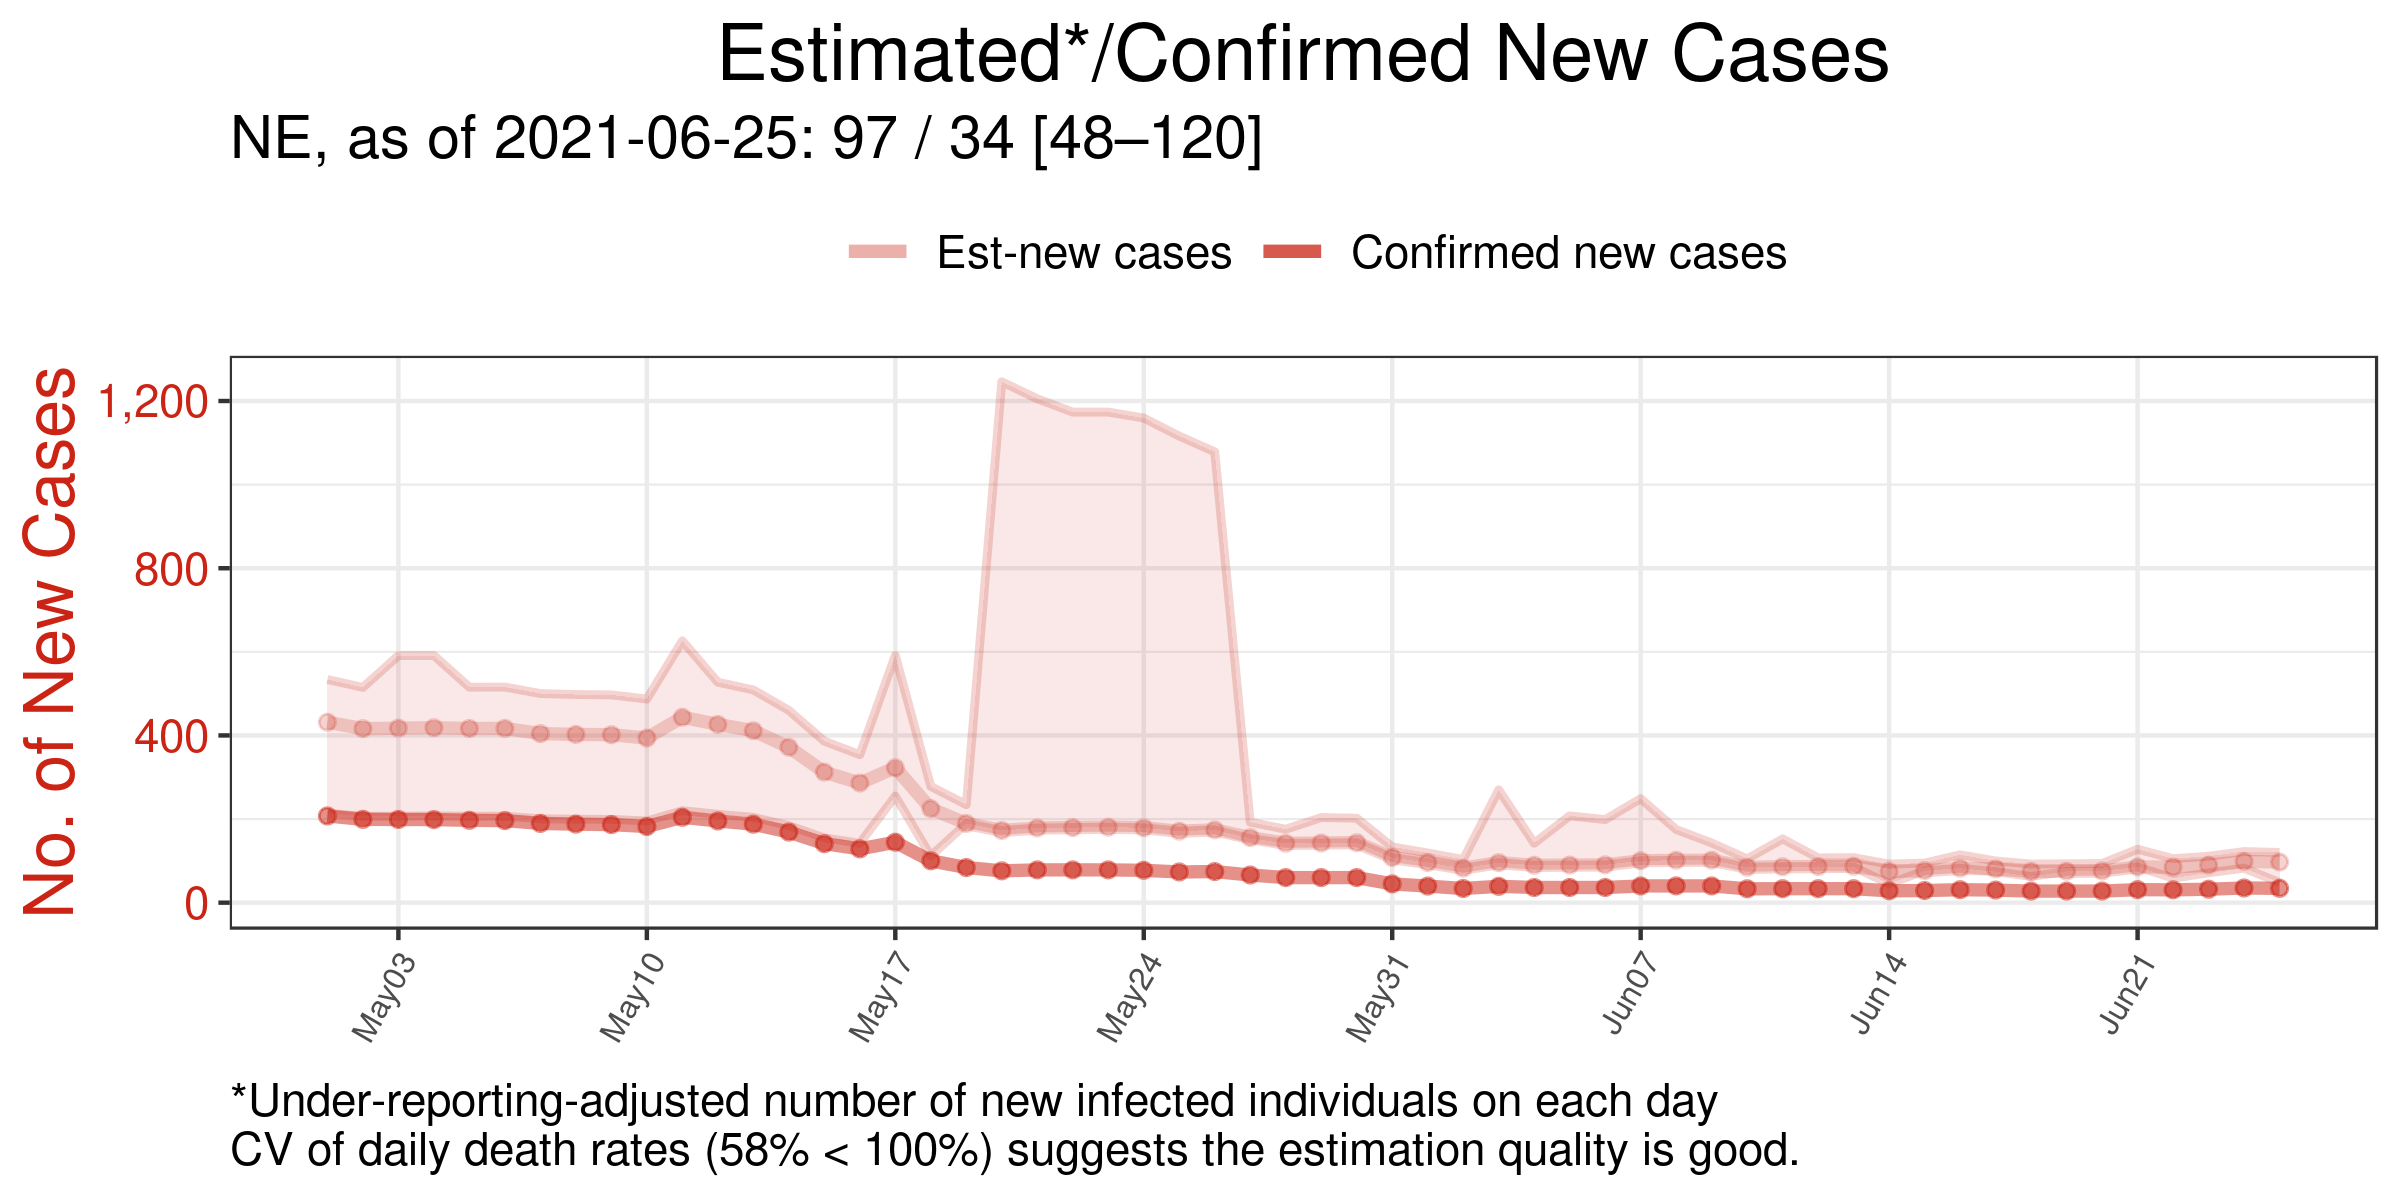 Estimated*/Confirmed New Cases
NE, as of 2021-06-25: 97 / 34 [48–120]
Est-new cases Confirmed new cases
No. of New Cases
1,200
800
400
0
May03 May10 May17 May24 May31 Jun07 Jun14 Jun21
*Under-reporting-adjusted number of new infected individuals on each day
CV of daily death rates (58% < 100%) suggests the estimation quality is good.